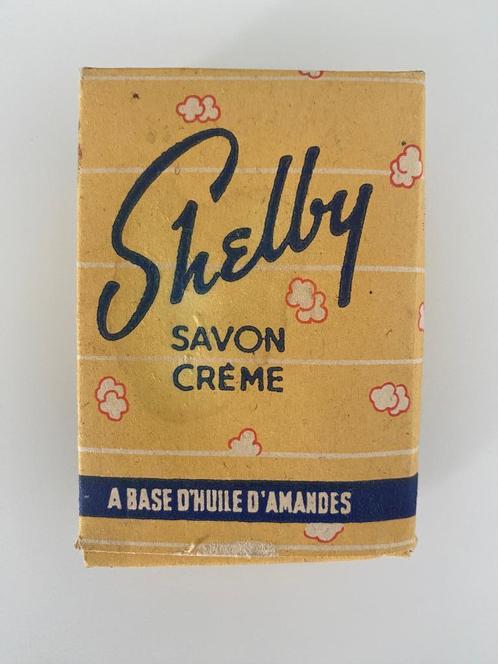 Shelby
SAVON
CRÈME
A BASE D'HUILE D'AMANDES